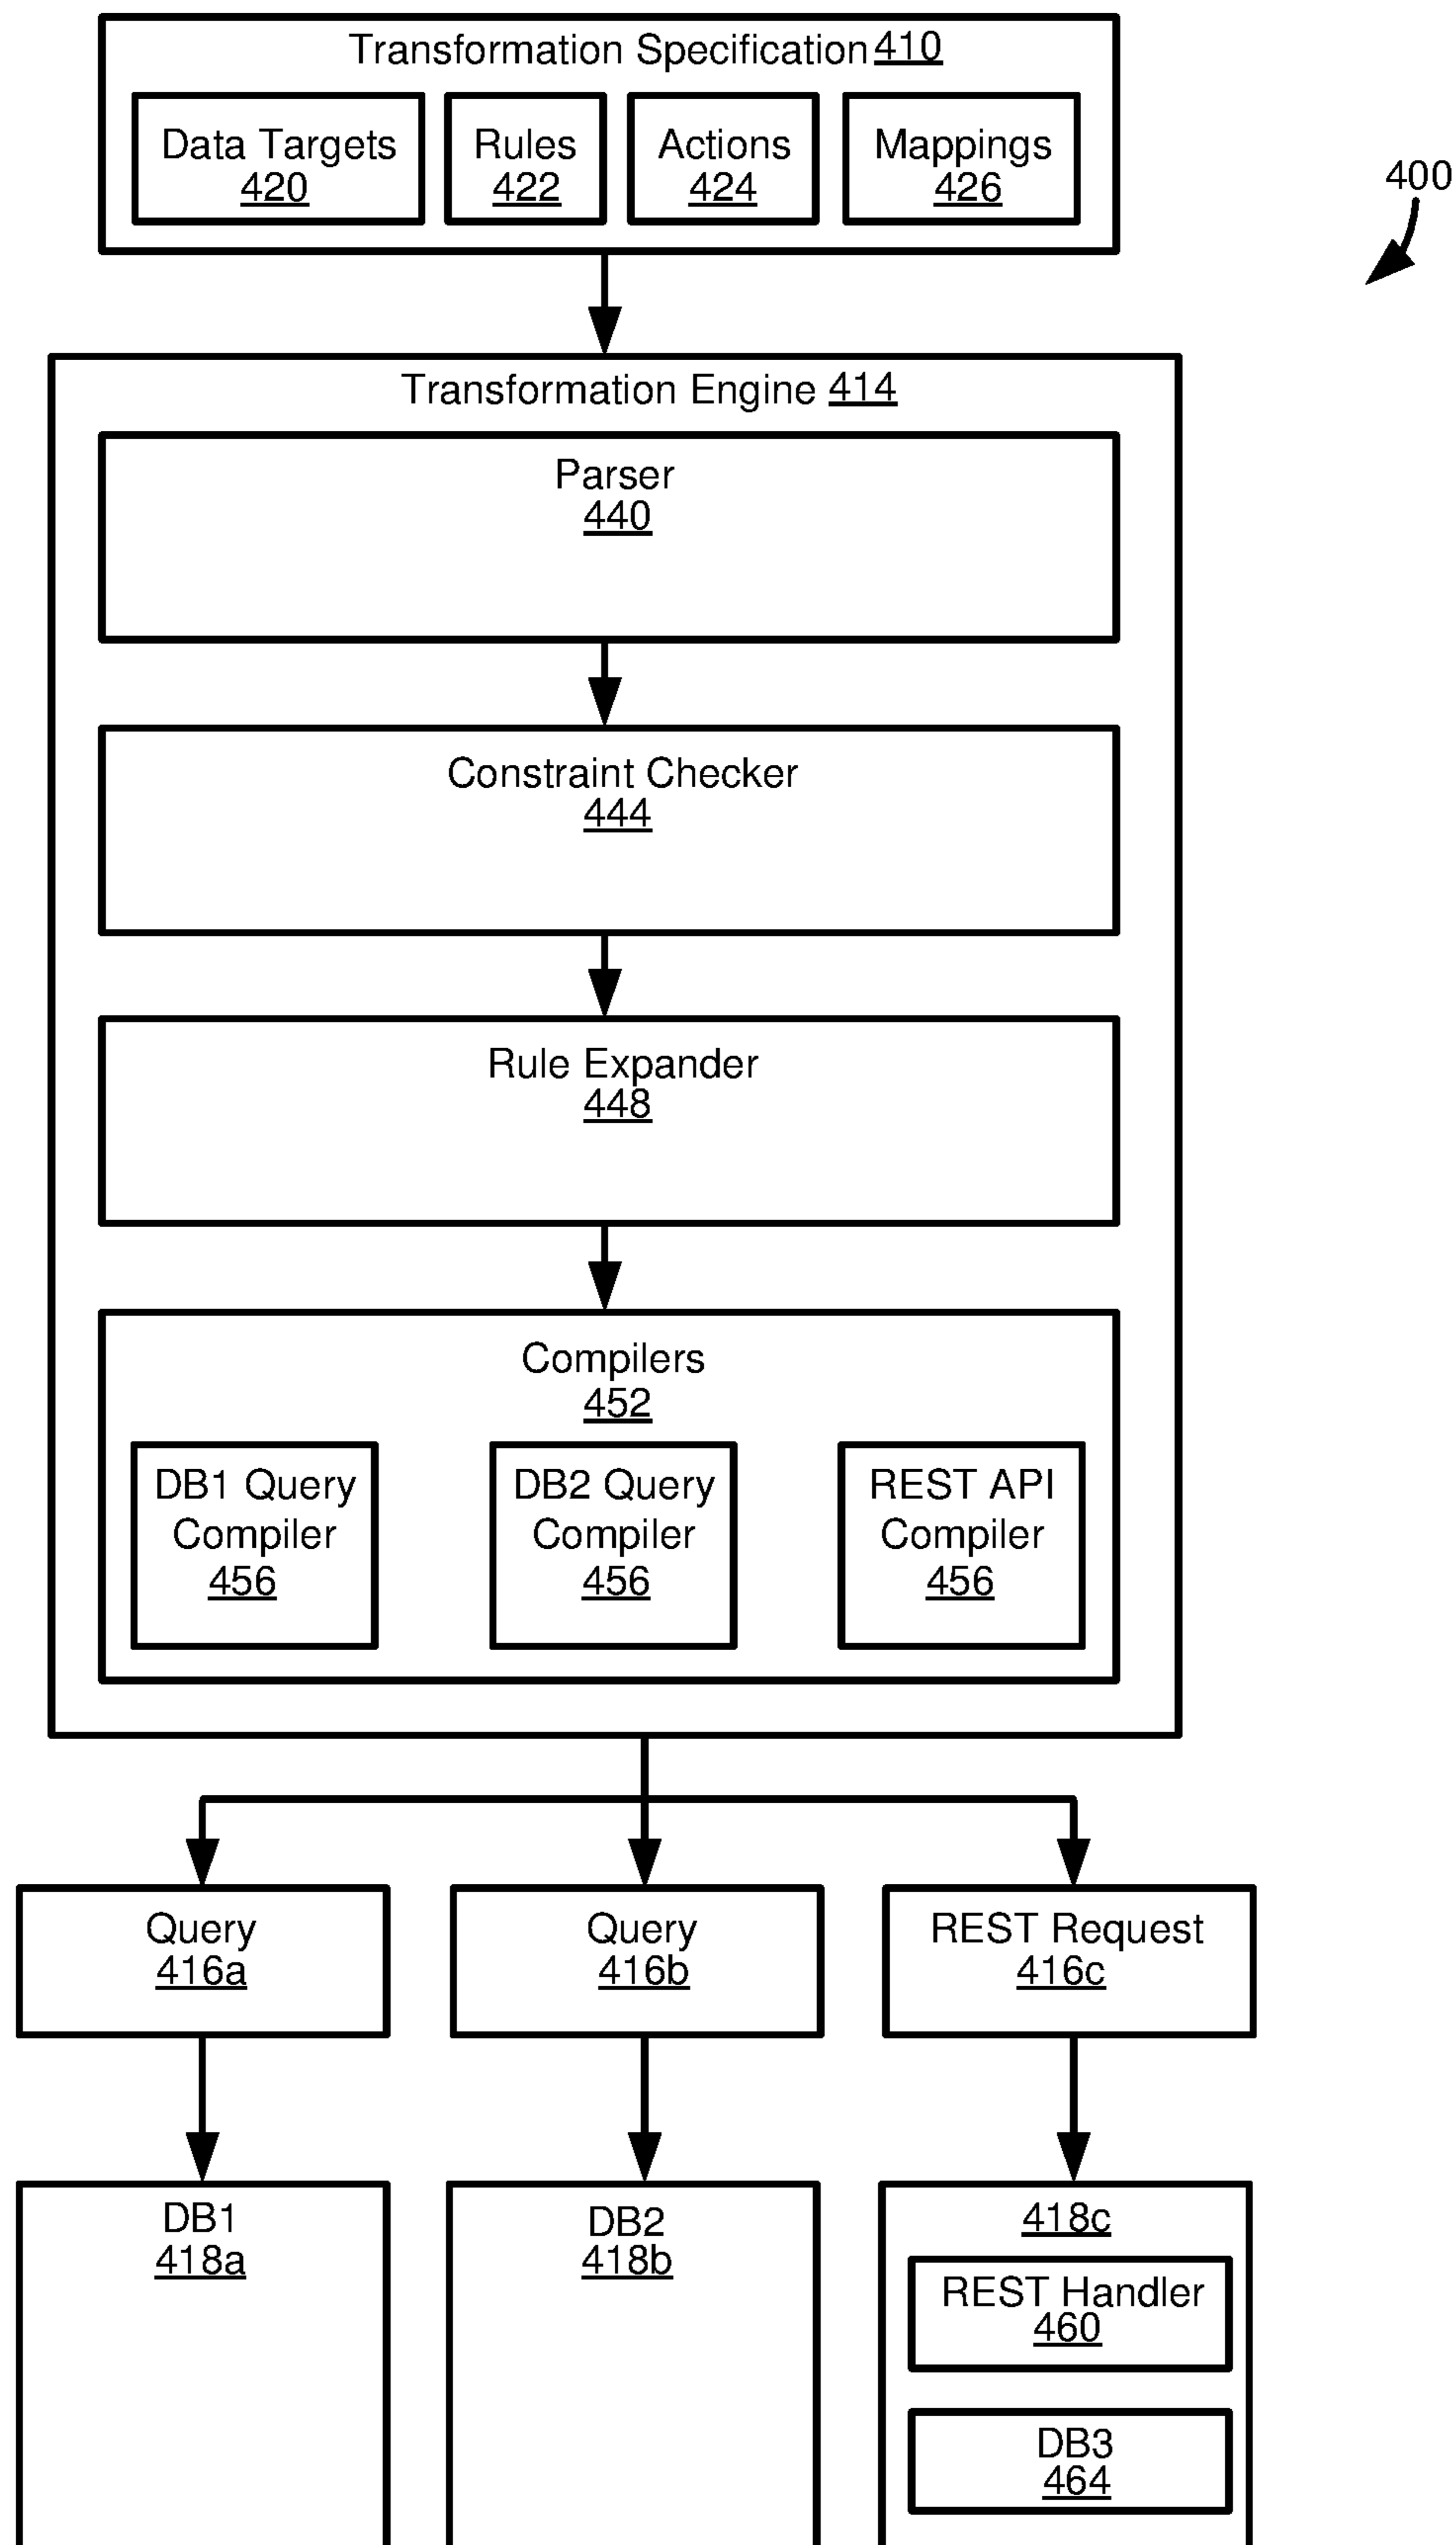 Transformation Specification 410
Data Targets
420
Rules
422
Actions
424
Mappings
426
400
Transformation Engine 414
Parser
440
Constraint Checker
444
Rule Expander
448
Compilers
452
DB1 Query
Compiler
456
DB2 Query
Compiler
456
REST API
Compiler
456
Query
416a
Query
416b
REST Request
416c
DB1
418a
DB2
418b
418c
REST Handler
460
DB3
464